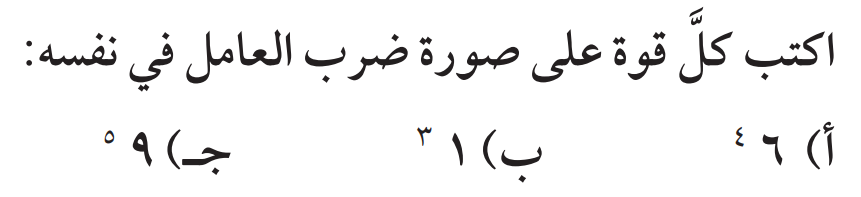 اكتب كلَّ قوة على صورة ضرب العامل في نفسه:
أ) ٦ ٤ ب) ١ ٣ جـ) ٩ ٥